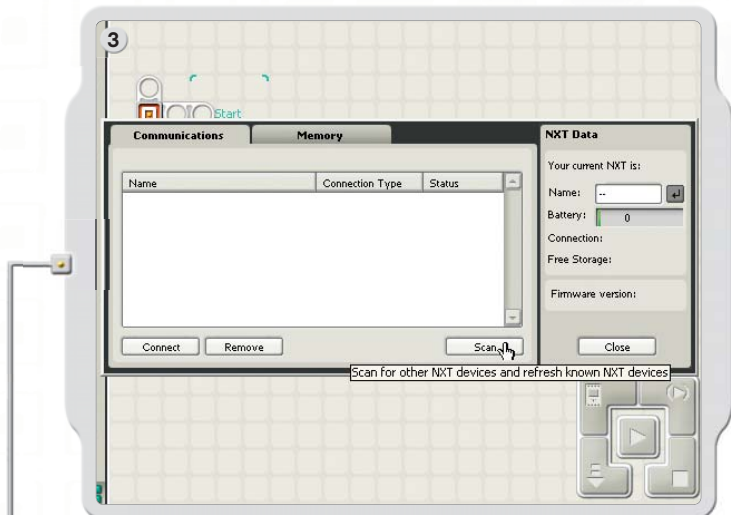 3
Start
Communications Memory NXT Data
Your current NXT is:
Name Connection Type Status
Name: --
Battery: 0
Connection:
Free Storage:
Firmware version:
Connect Remove Scan Close
Scan for other NXT devices and refresh known NXT devices